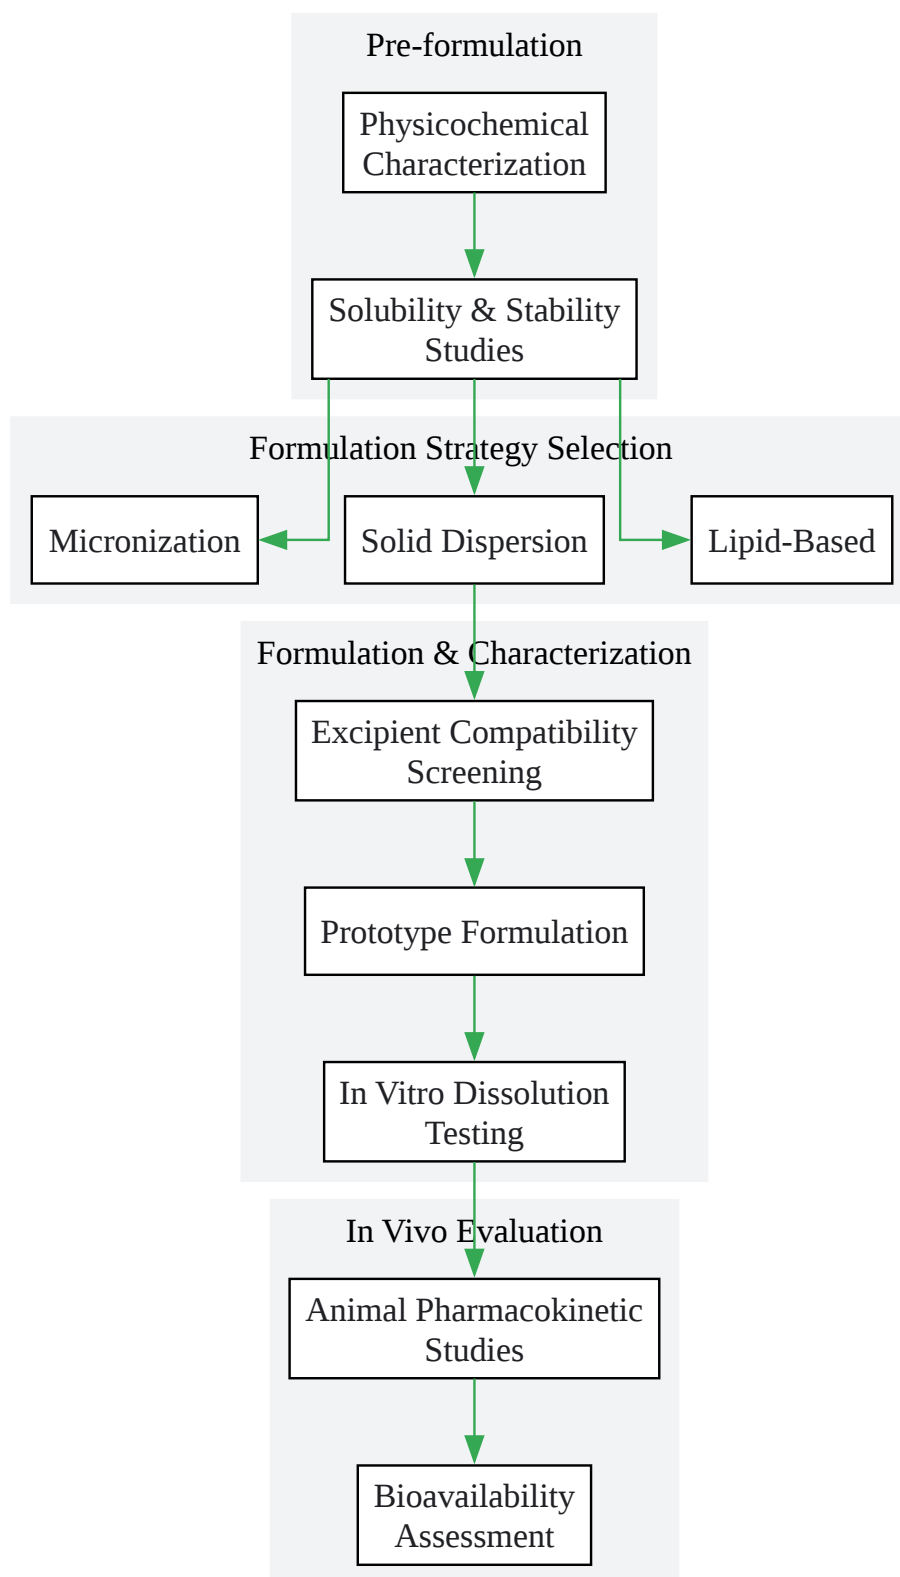 Pre-formulation
Physicochemical
Characterization
Solubility & Stability
Studies
Formulation Strategy Selection
Micronization
Solid Dispersion
Lipid-Based
Formulation & Characterization
Excipient Compatibility
Screening
Prototype Formulation
In Vitro Dissolution
Testing
In Vivo Evaluation
Animal Pharmacokinetic
Studies
Bioavailability
Assessment